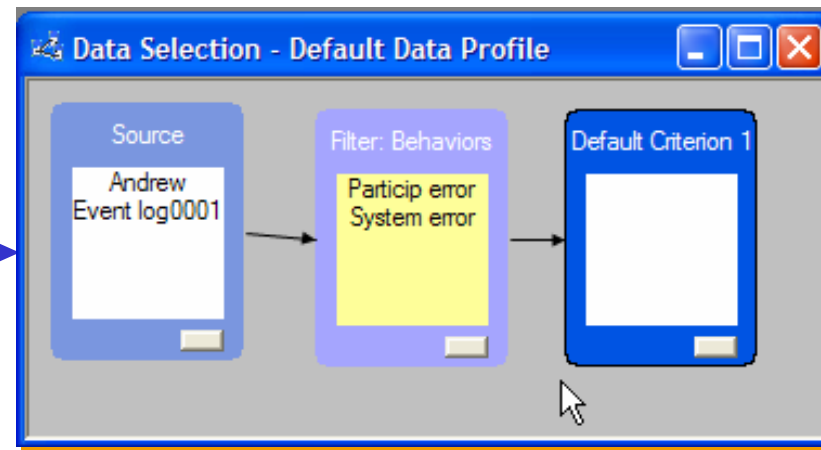 Data Selection - Default Data Profile
Source
Andrew
Event log0001
Filter: Behaviors
Particip error
System error
Default Criterion 1